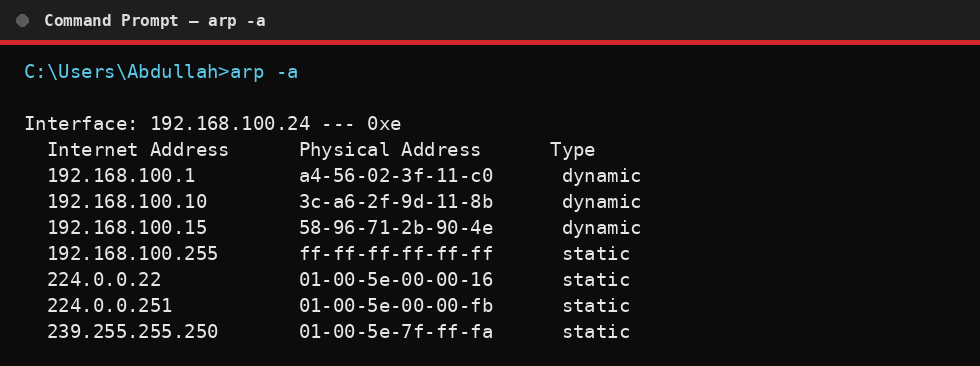 Command Prompt — arp -a
C:\Users\Abdullah>arp -a
Interface: 192.168.100.24 --- 0xe
Internet Address Physical Address Type
192.168.100.1 a4-56-02-3f-11-c0 dynamic
192.168.100.10 3c-a6-2f-9d-11-8b dynamic
192.168.100.15 58-96-71-2b-90-4e dynamic
192.168.100.255 ff-ff-ff-ff-ff-ff static
224.0.0.22 01-00-5e-00-00-16 static
224.0.0.251 01-00-5e-00-00-fb static
239.255.255.250 01-00-5e-7f-ff-fa static